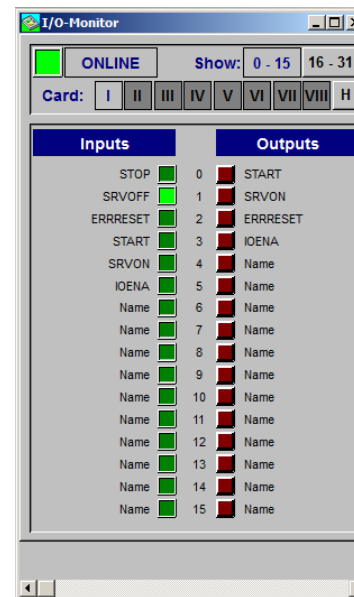 I/O-Monitor
ONLINE Show: 0 - 15 16 - 31
Card: I II III IV V VI VII VIII H
Inputs Outputs
STOP 0 START
SRVOFF 1 SRVON
ERRRESET 2 ERRRESET
START 3 IOENA
SRVON 4 Name
IOENA 5 Name
Name 6 Name
Name 7 Name
Name 8 Name
Name 9 Name
Name 10 Name
Name 11 Name
Name 12 Name
Name 13 Name
Name 14 Name
Name 15 Name